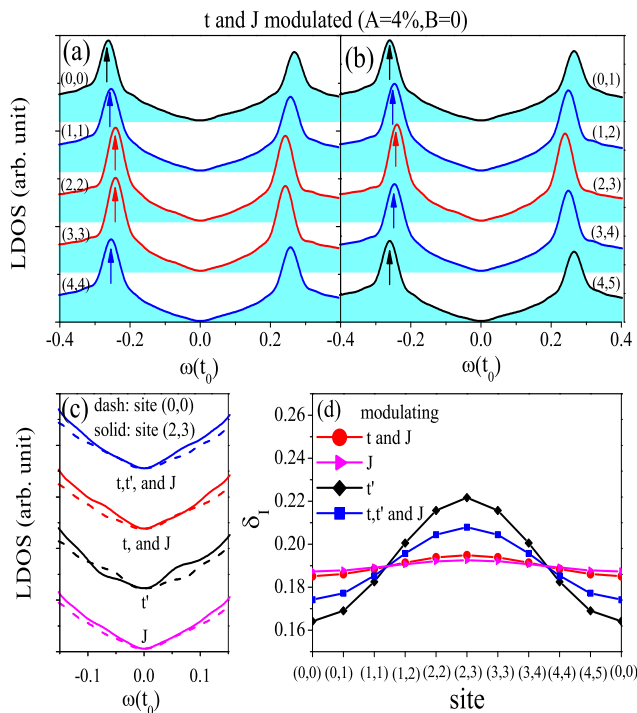 t and J modulated (A=4%,B=0)
(a)
(b)
LDOS (arb. unit)
(0,0)
(1,1)
(2,2)
(3,3)
(4,4)
(0,1)
(1,2)
(2,3)
(3,4)
(4,5)
-0.4 -0.2 0.0 0.2 -0.4 -0.2 0.0 0.2 0.4
ω(t₀) ω(t₀)
(c)
dash: site (0,0)
solid: site (2,3)
t,t', and J
t, and J
t'
J
LDOS (arb. unit)
-0.1 0.0 0.1
ω(t₀)
(d)
modulating
t and J
J
t'
t,t' and J
δ_I
0.26
0.24
0.22
0.20
0.18
0.16
(0,0) (0,1) (1,1) (1,2) (2,2) (2,3) (3,3) (3,4) (4,4) (4,5) (0,0)
site